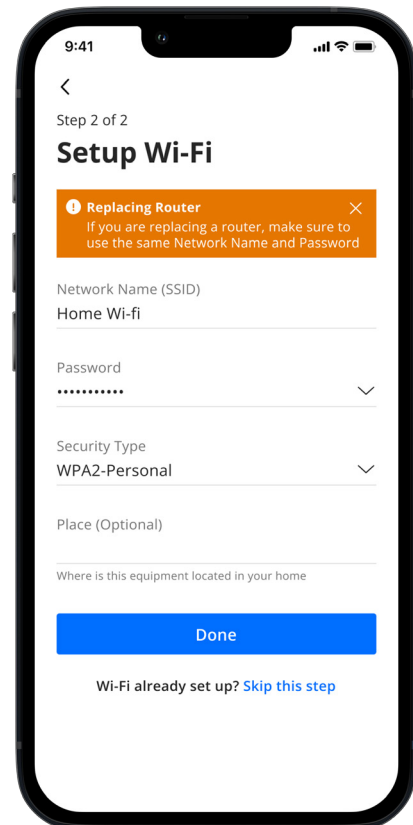 9:41
Step 2 of 2
Setup Wi-Fi
Replacing Router
If you are replacing a router, make sure to
use the same Network Name and Password
Network Name (SSID)
Home Wi-fi
Password
•••••••••••
Security Type
WPA2-Personal
Place (Optional)
Where is this equipment located in your home
Done
Wi-Fi already set up? Skip this step